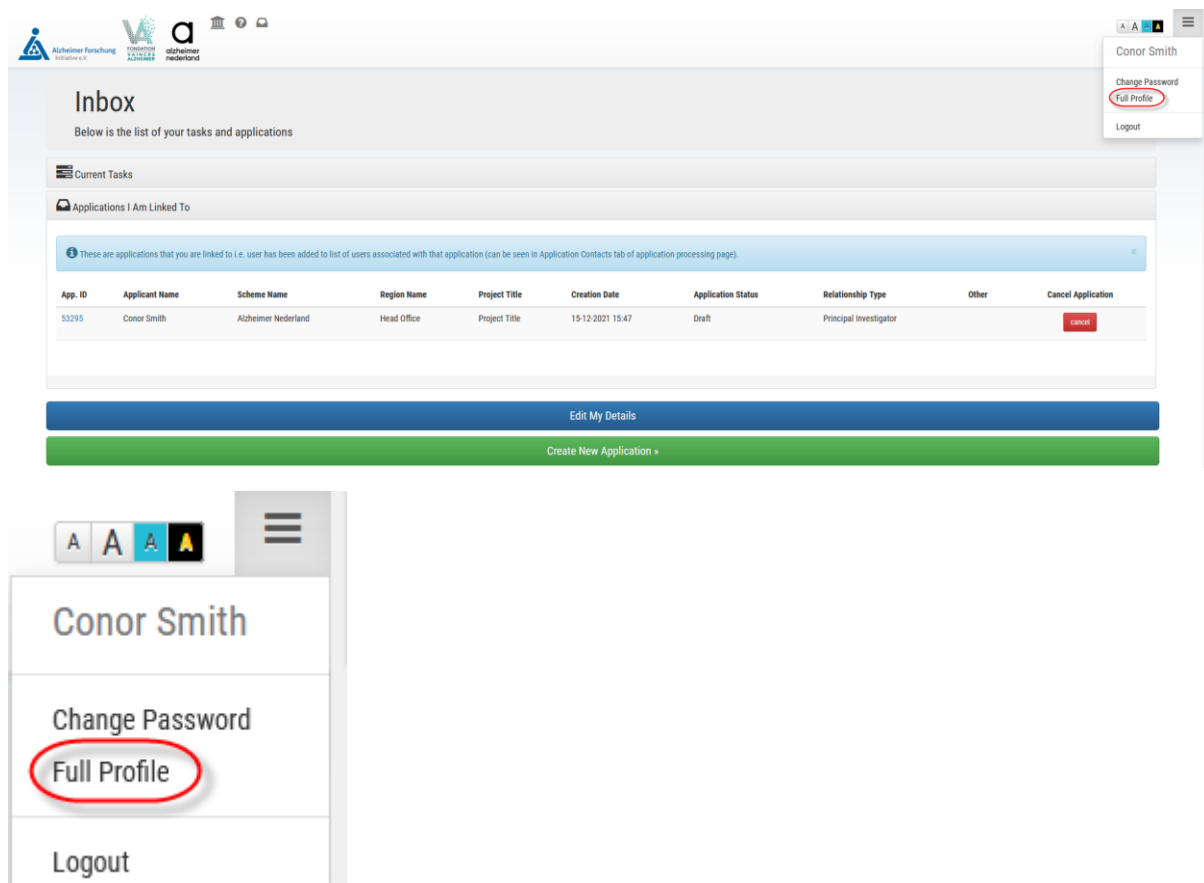 Alzheimer Forschung
Initiative e.V.
FONDATION
VAINCRE
ALZHEIMER
alzheimer
nederland
A A A A
Conor Smith
Change Password
Full Profile
Logout
Inbox
Below is the list of your tasks and applications
Current Tasks
Applications I Am Linked To
These are applications that you are linked to i.e. user has been added to list of users associated with that application (can be seen in Application Contacts tab of application processing page). ×
App. ID Applicant Name Scheme Name Region Name Project Title Creation Date Application Status Relationship Type Other Cancel Application
53295 Conor Smith Alzheimer Nederland Head Office Project Title 15-12-2021 15:47 Draft Principal Investigator cancel
Edit My Details
Create New Application »
A A A A
Conor Smith
Change Password
Full Profile
Logout